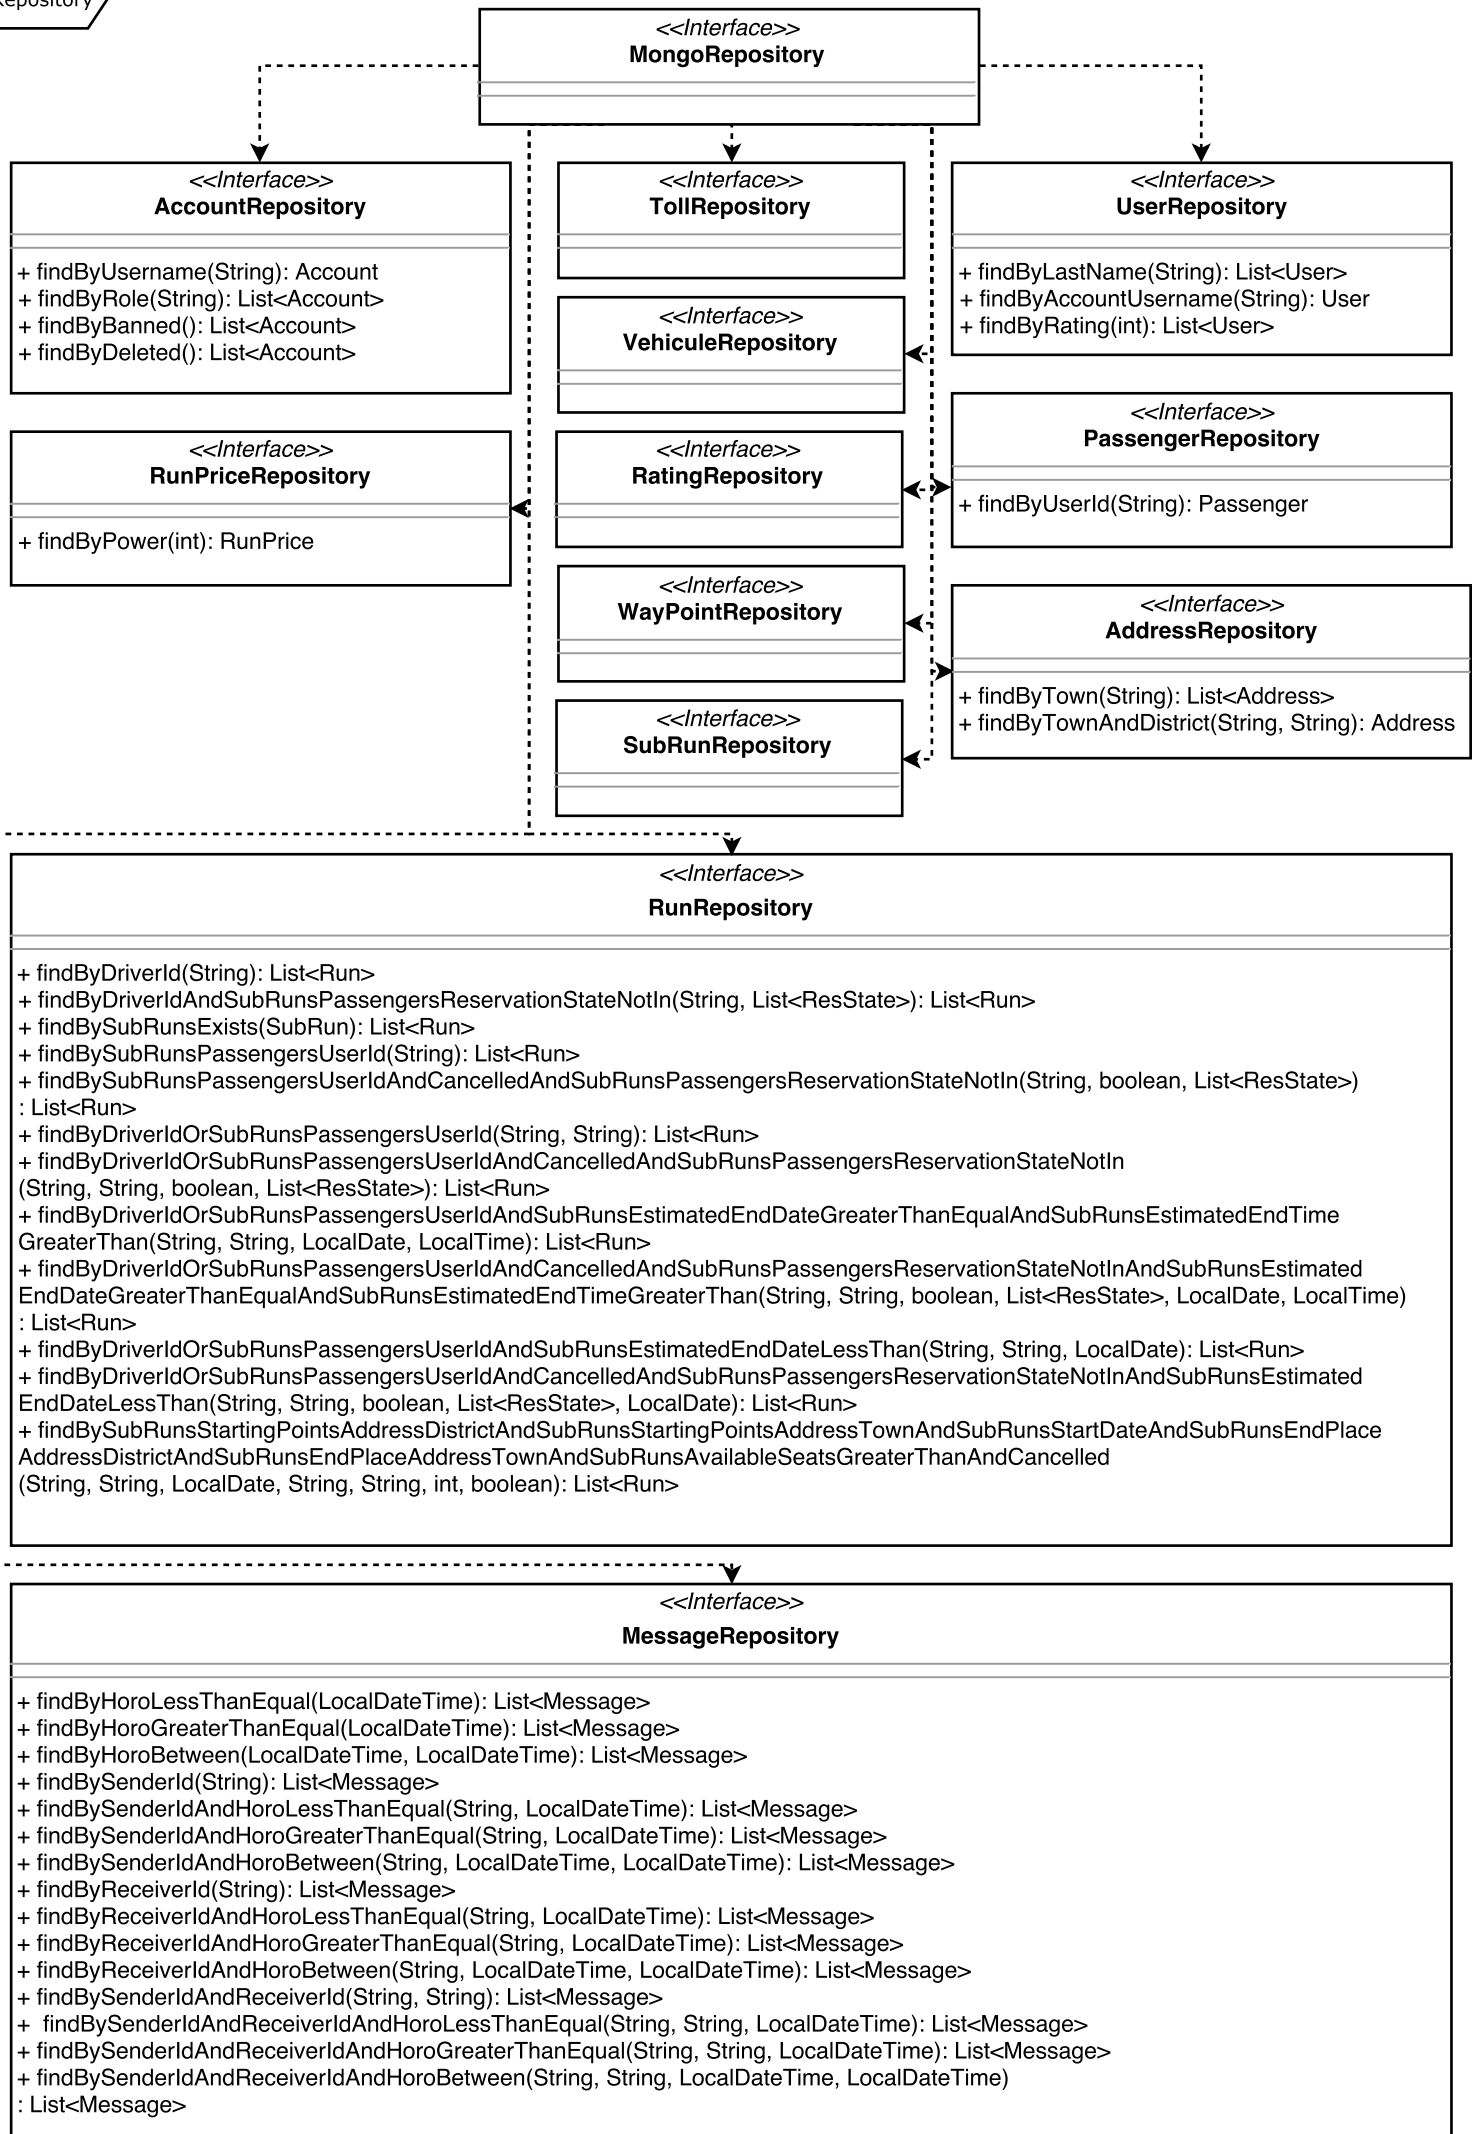 Repository
<<Interface>>
MongoRepository
<<Interface>>
AccountRepository
+ findByUsername(String): Account
+ findByRole(String): List<Account>
+ findByBanned(): List<Account>
+ findByDeleted(): List<Account>
<<Interface>>
TollRepository
<<Interface>>
UserRepository
+ findByLastName(String): List<User>
+ findByAccountUsername(String): User
+ findByRating(int): List<User>
<<Interface>>
VehiculeRepository
<<Interface>>
PassengerRepository
+ findByUserId(String): Passenger
<<Interface>>
RunPriceRepository
+ findByPower(int): RunPrice
<<Interface>>
RatingRepository
<<Interface>>
WayPointRepository
<<Interface>>
AddressRepository
+ findByTown(String): List<Address>
+ findByTownAndDistrict(String, String): Address
<<Interface>>
SubRunRepository
<<Interface>>
RunRepository
+ findByDriverId(String): List<Run>
+ findByDriverIdAndSubRunsPassengersReservationStateNotIn(String, List<ResState>): List<Run>
+ findBySubRunsExists(SubRun): List<Run>
+ findBySubRunsPassengersUserId(String): List<Run>
+ findBySubRunsPassengersUserIdAndCancelledAndSubRunsPassengersReservationStateNotIn(String, boolean, List<ResState>)
: List<Run>
+ findByDriverIdOrSubRunsPassengersUserId(String, String): List<Run>
+ findByDriverIdOrSubRunsPassengersUserIdAndCancelledAndSubRunsPassengersReservationStateNotIn
(String, String, boolean, List<ResState>): List<Run>
+ findByDriverIdOrSubRunsPassengersUserIdAndSubRunsEstimatedEndDateGreaterThanEqualAndSubRunsEstimatedEndTime
GreaterThan(String, String, LocalDate, LocalTime): List<Run>
+ findByDriverIdOrSubRunsPassengersUserIdAndCancelledAndSubRunsPassengersReservationStateNotInAndSubRunsEstimated
EndDateGreaterThanEqualAndSubRunsEstimatedEndTimeGreaterThan(String, String, boolean, List<ResState>, LocalDate, LocalTime)
: List<Run>
+ findByDriverIdOrSubRunsPassengersUserIdAndSubRunsEstimatedEndDateLessThan(String, String, LocalDate): List<Run>
+ findByDriverIdOrSubRunsPassengersUserIdAndCancelledAndSubRunsPassengersReservationStateNotInAndSubRunsEstimated
EndDateLessThan(String, String, boolean, List<ResState>, LocalDate): List<Run>
+ findBySubRunsStartingPointsAddressDistrictAndSubRunsStartingPointsAddressTownAndSubRunsStartDateAndSubRunsEndPlace
AddressDistrictAndSubRunsEndPlaceAddressTownAndSubRunsAvailableSeatsGreaterThanAndCancelled
(String, String, LocalDate, String, String, int, boolean): List<Run>
<<Interface>>
MessageRepository
+ findByHoroLessThanEqual(LocalDateTime): List<Message>
+ findByHoroGreaterThanEqual(LocalDateTime): List<Message>
+ findByHoroBetween(LocalDateTime, LocalDateTime): List<Message>
+ findBySenderId(String): List<Message>
+ findBySenderIdAndHoroLessThanEqual(String, LocalDateTime): List<Message>
+ findBySenderIdAndHoroGreaterThanEqual(String, LocalDateTime): List<Message>
+ findBySenderIdAndHoroBetween(String, LocalDateTime, LocalDateTime): List<Message>
+ findByReceiverId(String): List<Message>
+ findByReceiverIdAndHoroLessThanEqual(String, LocalDateTime): List<Message>
+ findByReceiverIdAndHoroGreaterThanEqual(String, LocalDateTime): List<Message>
+ findByReceiverIdAndHoroBetween(String, LocalDateTime, LocalDateTime): List<Message>
+ findBySenderIdAndReceiverId(String, String): List<Message>
+ findBySenderIdAndReceiverIdAndHoroLessThanEqual(String, String, LocalDateTime): List<Message>
+ findBySenderIdAndReceiverIdAndHoroGreaterThanEqual(String, String, LocalDateTime): List<Message>
+ findBySenderIdAndReceiverIdAndHoroBetween(String, String, LocalDateTime, LocalDateTime)
: List<Message>